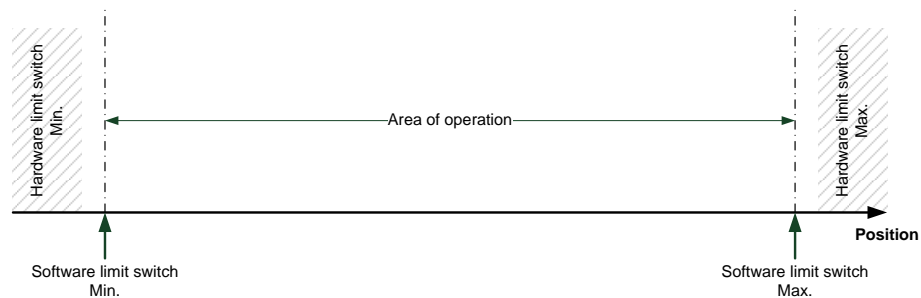 Hardware limit switch
Min.
Area of operation
Hardware limit switch
Max.
Position
Software limit switch
Min.
Software limit switch
Max.